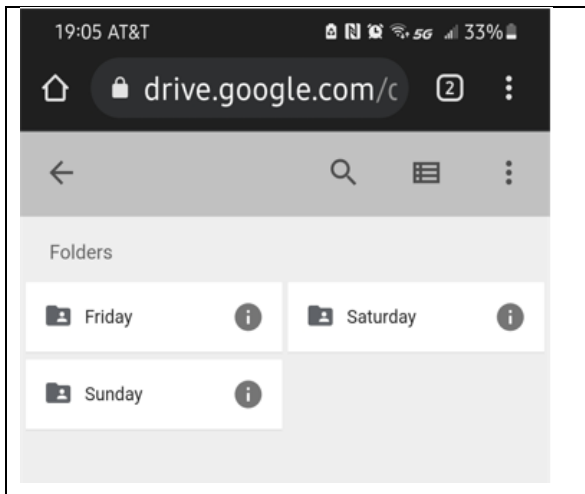 19:05 AT&T 5G 33%
drive.google.com/c 2
Folders
Friday Saturday
Sunday